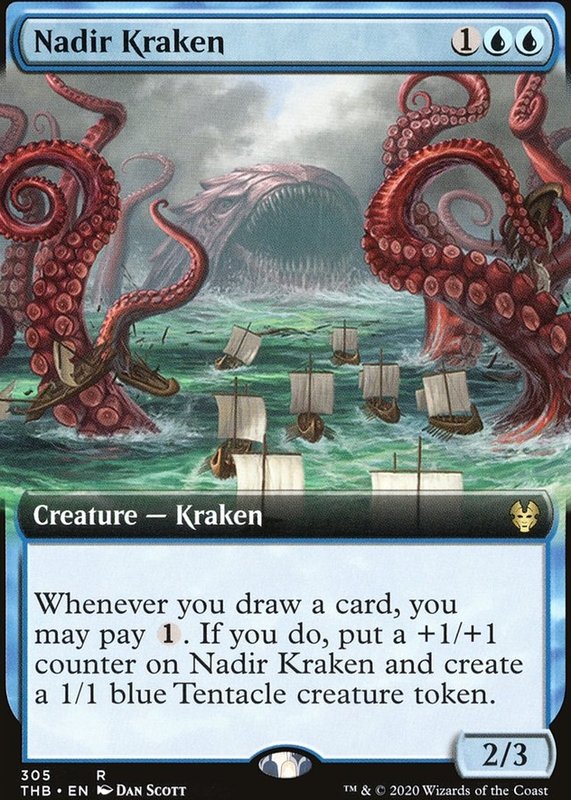 Nadir Kraken 1
Creature — Kraken
Whenever you draw a card, you
may pay 1. If you do, put a +1/+1
counter on Nadir Kraken and create
a 1/1 blue Tentacle creature token.
2/3
305 R
THB • EN Dan Scott
™ & © 2020 Wizards of the Coast